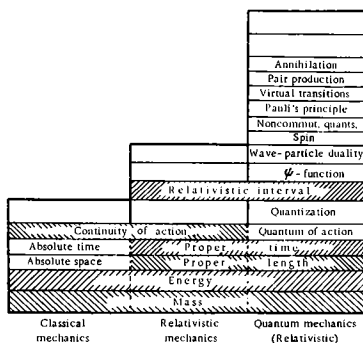 Annihilation
Pair production
Virtual transitions
Pauli's principle
Noncommut, quants,
Spin
Wave-particle duality
ψ-function
Relativistic interval
Quantization
Continuity of action Quantum of action
Absolute time Proper time
Absolute space Proper length
Energy
Mass
Classical Relativistic Quantum mechanics
mechanics mechanics (Relativistic)